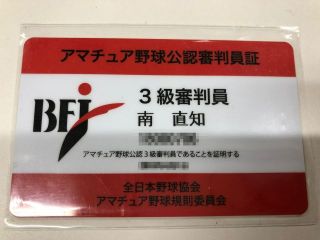 アマチュア野球公認審判員証
BFJ
3級審判員
南 直知
アマチュア野球公認3級審判員であることを証明する
全日本野球協会
アマチュア野球規則委員会